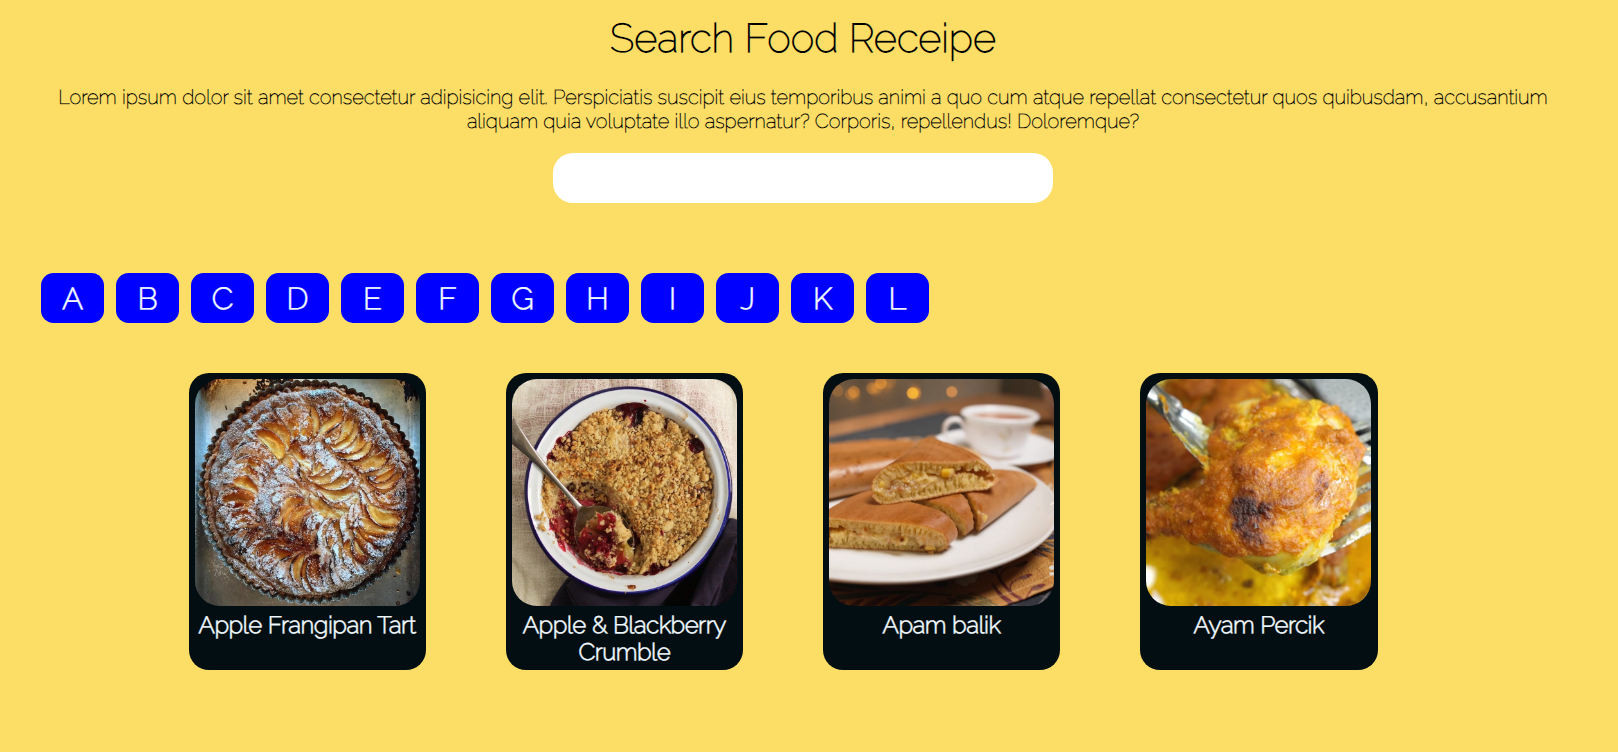 Search Food Receipe
Lorem ipsum dolor sit amet consectetur adipisicing elit. Perspiciatis suscipit eius temporibus animi a quo cum atque repellat consectetur quos quibusdam, accusantium
aliquam quia voluptate illo aspernatur? Corporis, repellendus! Doloremque?
A B C D E F G H I J K L
Apple Frangipan Tart
Apple & Blackberry
Crumble
Apam balik
Ayam Percik